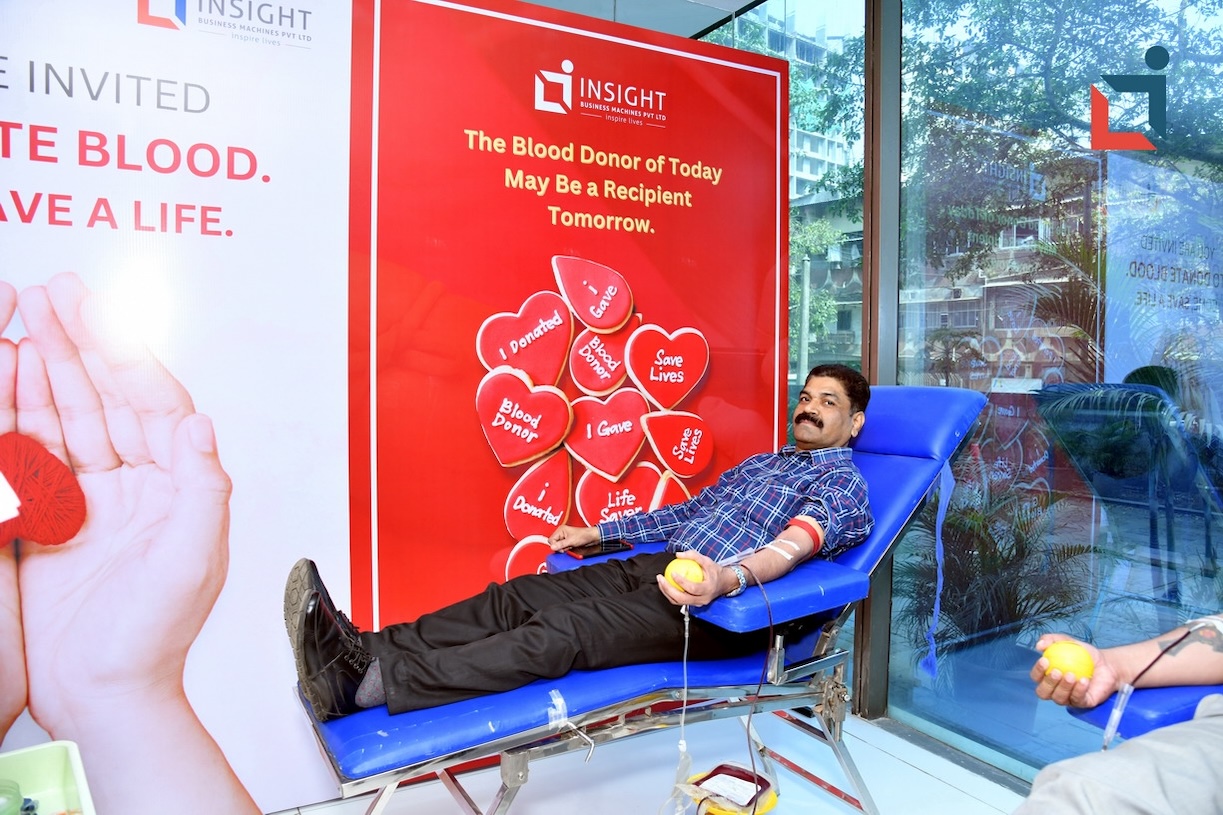 INSIGHT
BUSINESS MACHINES PVT LTD
inspire lives
E INVITED
TE BLOOD.
AVE A LIFE.
INSIGHT
BUSINESS MACHINES PVT LTD
inspire lives
The Blood Donor of Today
May Be a Recipient
Tomorrow.
i
Gave
I Donated
Blood
Donor
Save
Lives
Blood
Donor
I Gave
Save
Lives
i
Donated
Life
Saver